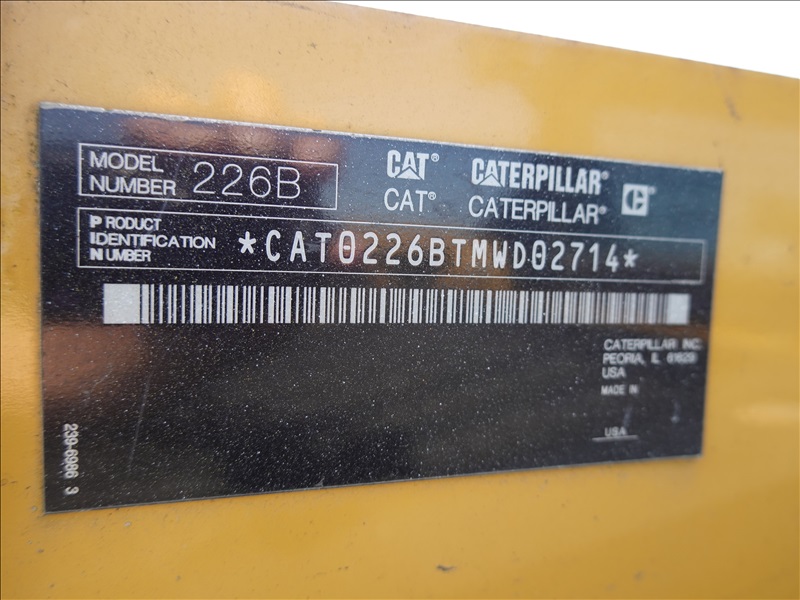 MODEL NUMBER 226B
CAT® CATERPILLAR®
CAT® CATERPILLAR®
PRODUCT IDENTIFICATION NUMBER *CAT0226BTMWD02714*
CATERPILLAR INC.
PEORIA, IL 61629
USA
MADE IN
USA
239-6986 3